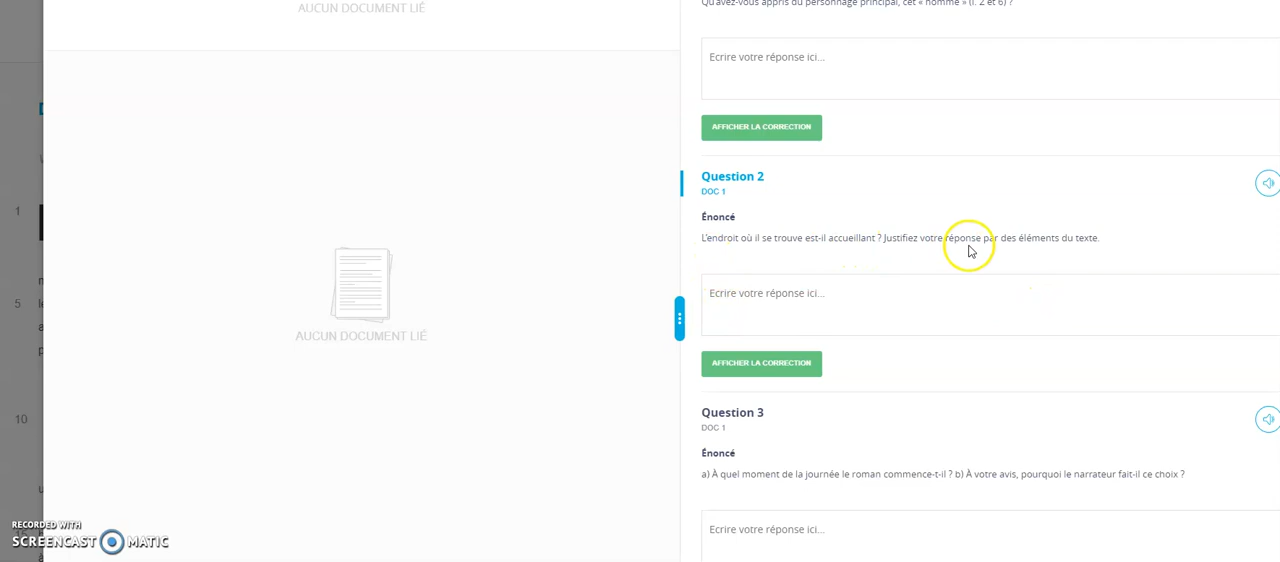 AUCUN DOCUMENT LIÉ
Qu'avez-vous appris du personnage principal, cet « homme » (l. 2 et 6) ?
Ecrire votre réponse ici...
AFFICHER LA CORRECTION
Question 2
DOC 1
Énoncé
L'endroit où il se trouve est-il accueillant ? Justifiez votre réponse par des éléments du texte.
Ecrire votre réponse ici...
AFFICHER LA CORRECTION
Question 3
DOC 1
Énoncé
a) À quel moment de la journée le roman commence-t-il ? b) À votre avis, pourquoi le narrateur fait-il ce choix ?
Ecrire votre réponse ici...
AUCUN DOCUMENT LIÉ
1
5
10
RECORDED WITH
SCREENCAST MATIC